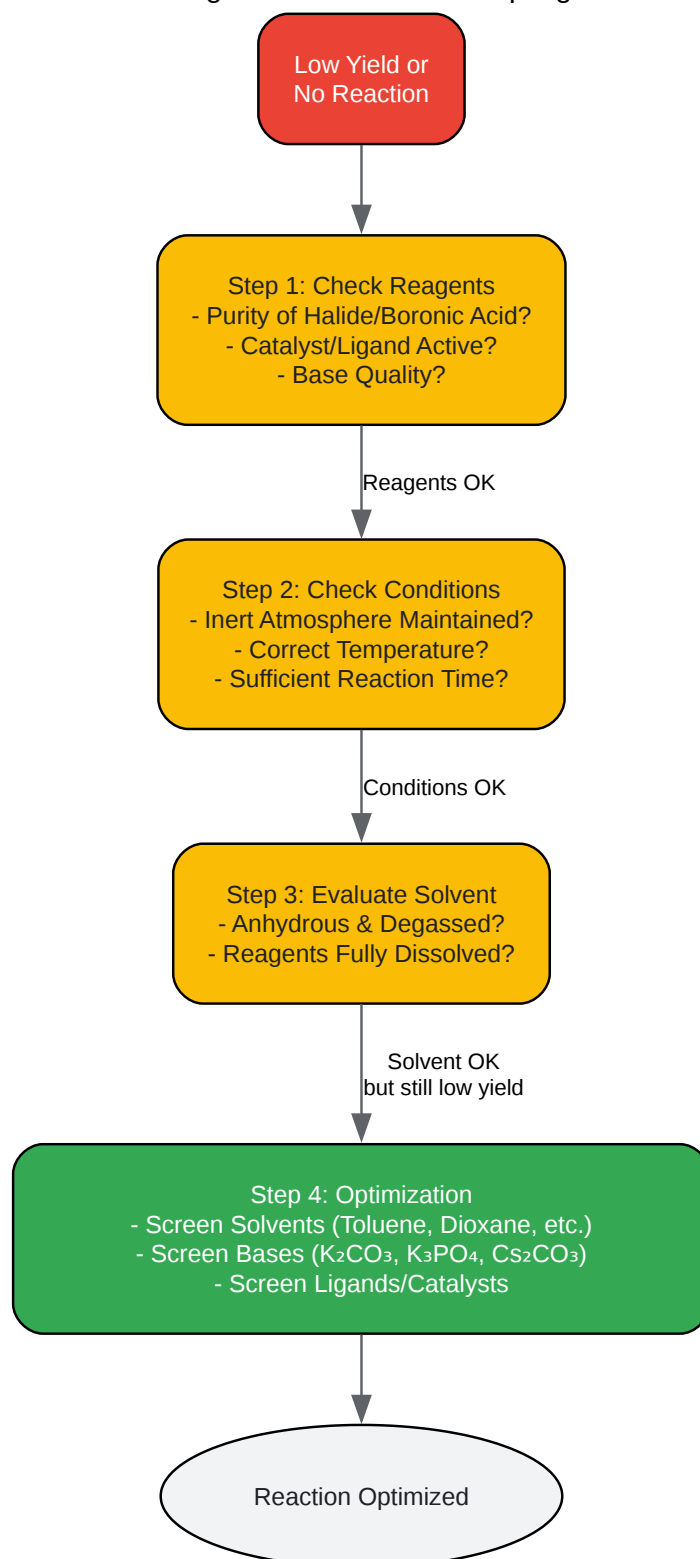 Low Yield or
No Reaction
Step 1: Check Reagents
- Purity of Halide/Boronic Acid?
- Catalyst/Ligand Active?
- Base Quality?
Reagents OK
Step 2: Check Conditions
- Inert Atmosphere Maintained?
- Correct Temperature?
- Sufficient Reaction Time?
Conditions OK
Step 3: Evaluate Solvent
- Anhydrous & Degassed?
- Reagents Fully Dissolved?
Solvent OK
but still low yield
Step 4: Optimization
- Screen Solvents (Toluene, Dioxane, etc.)
- Screen Bases (K₂CO₃, K₃PO₄, Cs₂CO₃)
- Screen Ligands/Catalysts
Reaction Optimized